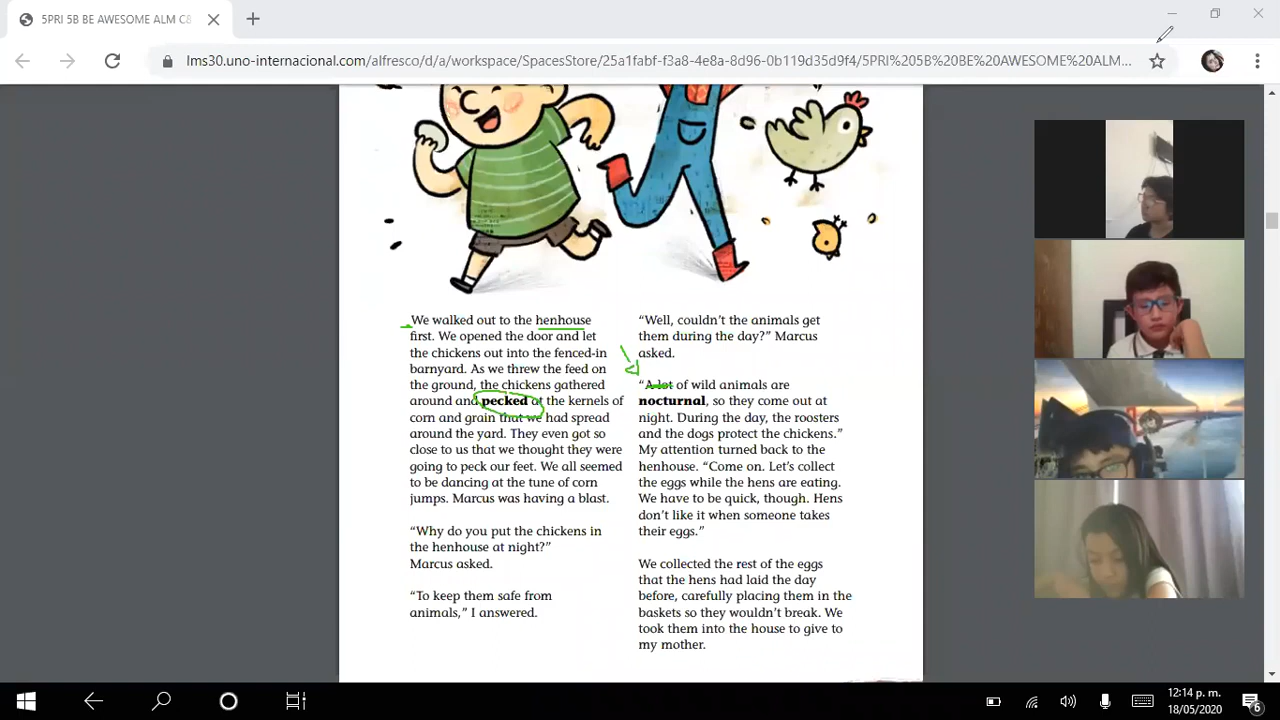 5PRI 5B BE AWESOME ALM C8
lms30.uno-internacional.com/alfresco/d/a/workspace/SpacesStore/25a1fabf-f3a8-4e8a-8d96-0b119d35d9f4/5PRI%205B%20BE%20AWESOME%20ALM...
We walked out to the henhouse
first. We opened the door and let
the chickens out into the fenced-in
barnyard. As we threw the feed on
the ground, the chickens gathered
around and pecked at the kernels of
corn and grain that we had spread
around the yard. They even got so
close to us that we thought they were
going to peck our feet. We all seemed
to be dancing at the tune of corn
jumps. Marcus was having a blast.
“Why do you put the chickens in
the henhouse at night?”
Marcus asked.
“To keep them safe from
animals,” I answered.
“Well, couldn’t the animals get
them during the day?” Marcus
asked.
“A lot of wild animals are
nocturnal, so they come out at
night. During the day, the roosters
and the dogs protect the chickens.”
My attention turned back to the
henhouse. “Come on. Let’s collect
the eggs while the hens are eating.
We have to be quick, though. Hens
don’t like it when someone takes
their eggs.”
We collected the rest of the eggs
that the hens had laid the day
before, carefully placing them in the
baskets so they wouldn’t break. We
took them into the house to give to
my mother.
12:14 p. m.
18/05/2020
6